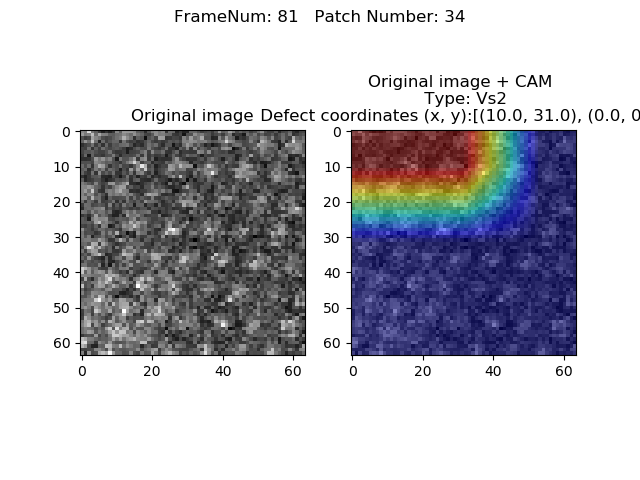 FrameNum: 81   Patch Number: 34
Original image + CAM
Type: Vs2
Original image Defect coordinates (x, y):[(10.0, 31.0), (0.0, 0
0
10
20
30
40
50
60
0 20 40 60
0
10
20
30
40
50
60
0 20 40 60